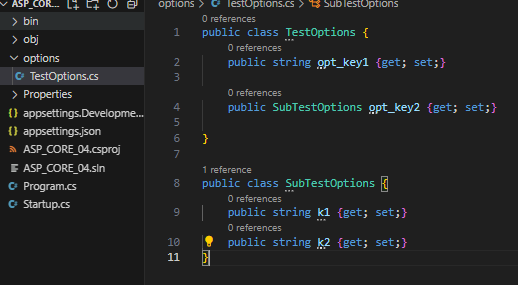 ASP_CORE_...
bin
obj
options
TestOptions.cs
Properties
appsettings.Developme...
appsettings.json
ASP_CORE_04.csproj
ASP_CORE_04.sln
Program.cs
Startup.cs
options > TestOptions.cs > SubTestOptions
0 references
1 public class TestOptions {
0 references
2 public string opt_key1 {get; set;}
3
0 references
4 public SubTestOptions opt_key2 {get; set;}
5
6 }
7
1 reference
8 public class SubTestOptions {
0 references
9 public string k1 {get; set;}
0 references
10 public string k2 {get; set;}
11 }